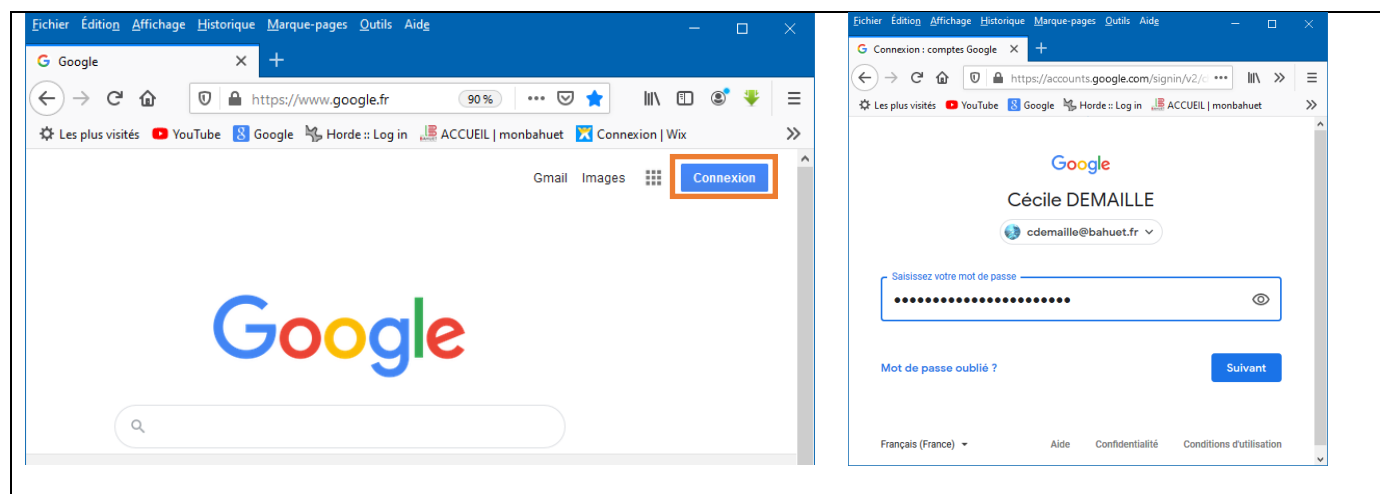 Fichier Édition Affichage Historique Marque-pages Outils Aide
Google
https://www.google.fr 90 %
Les plus visités YouTube Google Horde :: Log in ACCUEIL | monbahuet Connexion | Wix
Gmail Images Connexion
Google
Fichier Édition Affichage Historique Marque-pages Outils Aide
Connexion : comptes Google
https://accounts.google.com/signin/v2/
Les plus visités YouTube Google Horde :: Log in ACCUEIL | monbahuet
Google
Cécile DEMAILLE
cdemaille@bahuet.fr
Saisissez votre mot de passe
Mot de passe oublié ? Suivant
Français (France) Aide Confidentialité Conditions d'utilisation